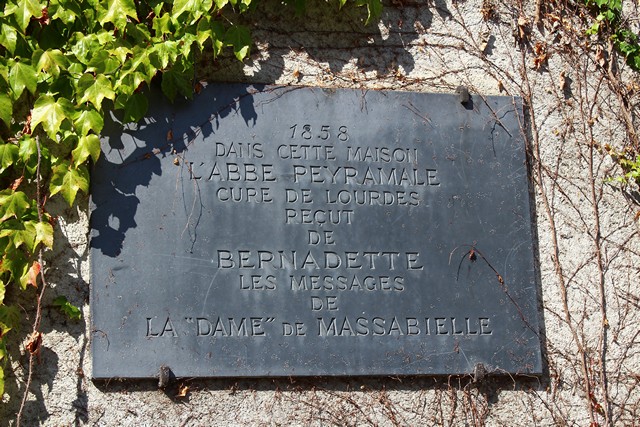 1858
DANS CETTE MAISON
L'ABBE PEYRAMALE
CURE DE LOURDES
REÇUT
DE
BERNADETTE
LES MESSAGES
DE
LA "DAME" DE MASSABIELLE